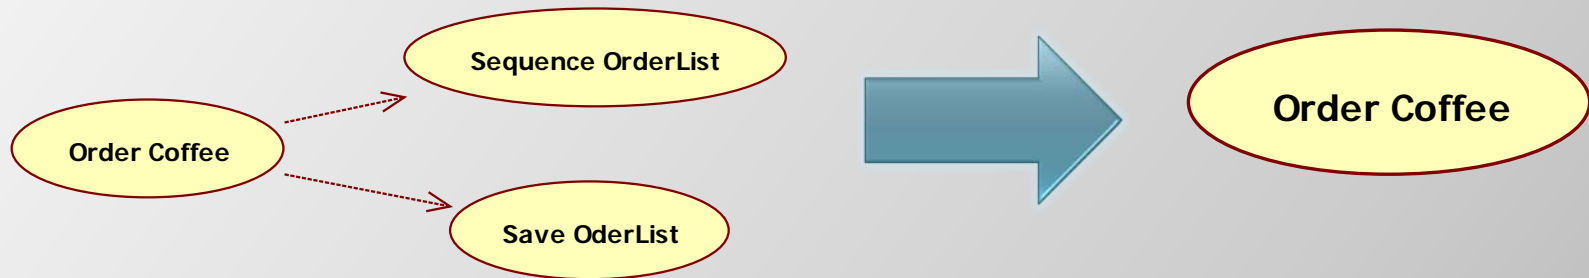 Sequence OrderList
Order Coffee
Save OderList
Order Coffee